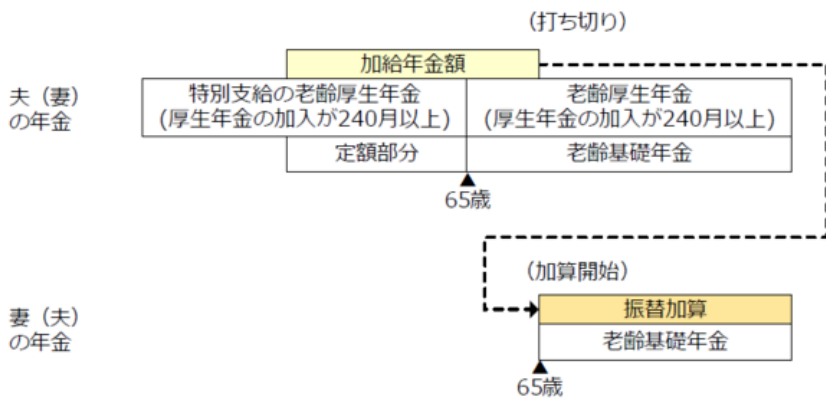 （打ち切り）
加給年金額
夫（妻）
の年金
特別支給の老齢厚生年金
(厚生年金の加入が240月以上)
老齢厚生年金
(厚生年金の加入が240月以上)
定額部分
老齢基礎年金
▲
65歳
（加算開始）
妻（夫）
の年金
振替加算
老齢基礎年金
▲
65歳